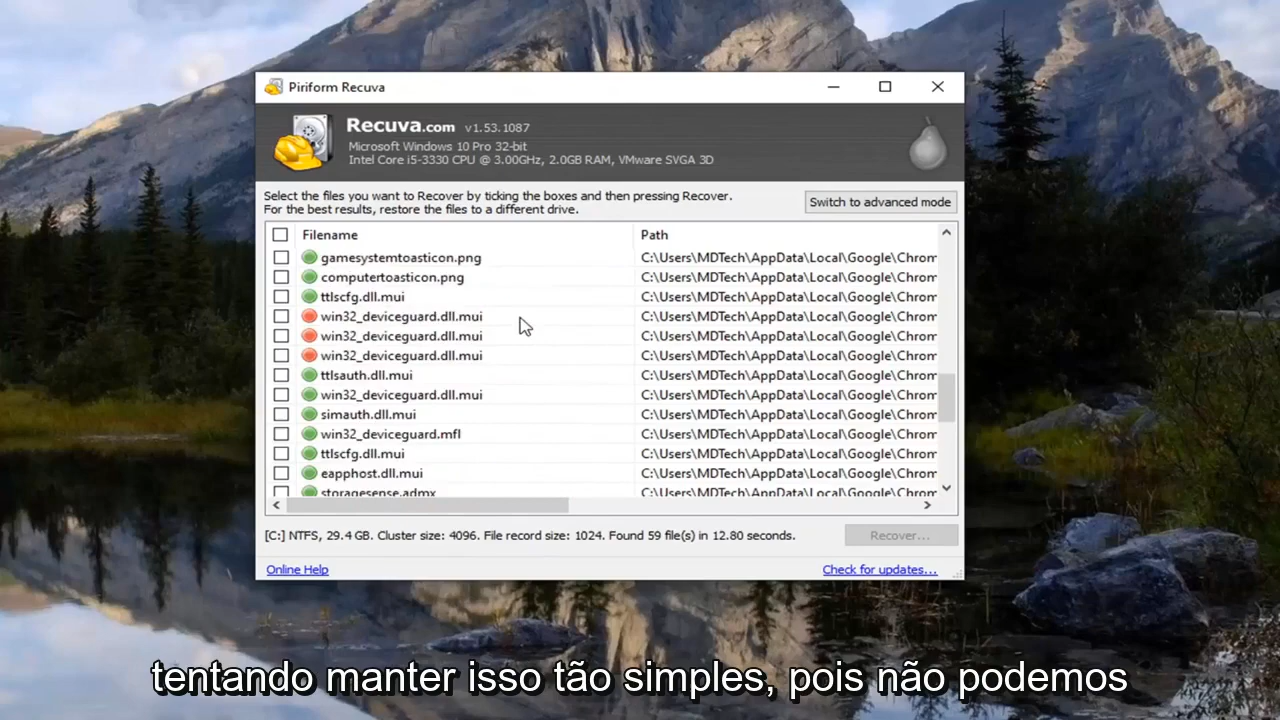 Piriform Recuva
Recuva.com v1.53.1087
Microsoft Windows 10 Pro 32-bit
Intel Core i5-3330 CPU @ 3.00GHz, 2.0GB RAM, VMware SVGA 3D
Select the files you want to Recover by ticking the boxes and then pressing Recover.
For the best results, restore the files to a different drive.
Switch to advanced mode
Filename Path
gamesystemtoasticon.png C:\Users\MDTech\AppData\Local\Google\Chrom
computertoasticon.png C:\Users\MDTech\AppData\Local\Google\Chrom
ttlscfg.dll.mui C:\Users\MDTech\AppData\Local\Google\Chrom
win32_deviceguard.dll.mui C:\Users\MDTech\AppData\Local\Google\Chrom
win32_deviceguard.dll.mui C:\Users\MDTech\AppData\Local\Google\Chrom
win32_deviceguard.dll.mui C:\Users\MDTech\AppData\Local\Google\Chrom
ttlsauth.dll.mui C:\Users\MDTech\AppData\Local\Google\Chrom
win32_deviceguard.dll.mui C:\Users\MDTech\AppData\Local\Google\Chrom
simauth.dll.mui C:\Users\MDTech\AppData\Local\Google\Chrom
win32_deviceguard.mfl C:\Users\MDTech\AppData\Local\Google\Chrom
ttlscfg.dll.mui C:\Users\MDTech\AppData\Local\Google\Chrom
eapphost.dll.mui C:\Users\MDTech\AppData\Local\Google\Chrom
storagesense.admx C:\Users\MDTech\AppData\Local\Google\Chrom
[C:] NTFS, 29.4 GB. Cluster size: 4096. File record size: 1024. Found 59 file(s) in 12.80 seconds.
Recover...
Online Help Check for updates...
tentando manter isso tão simples, pois não podemos